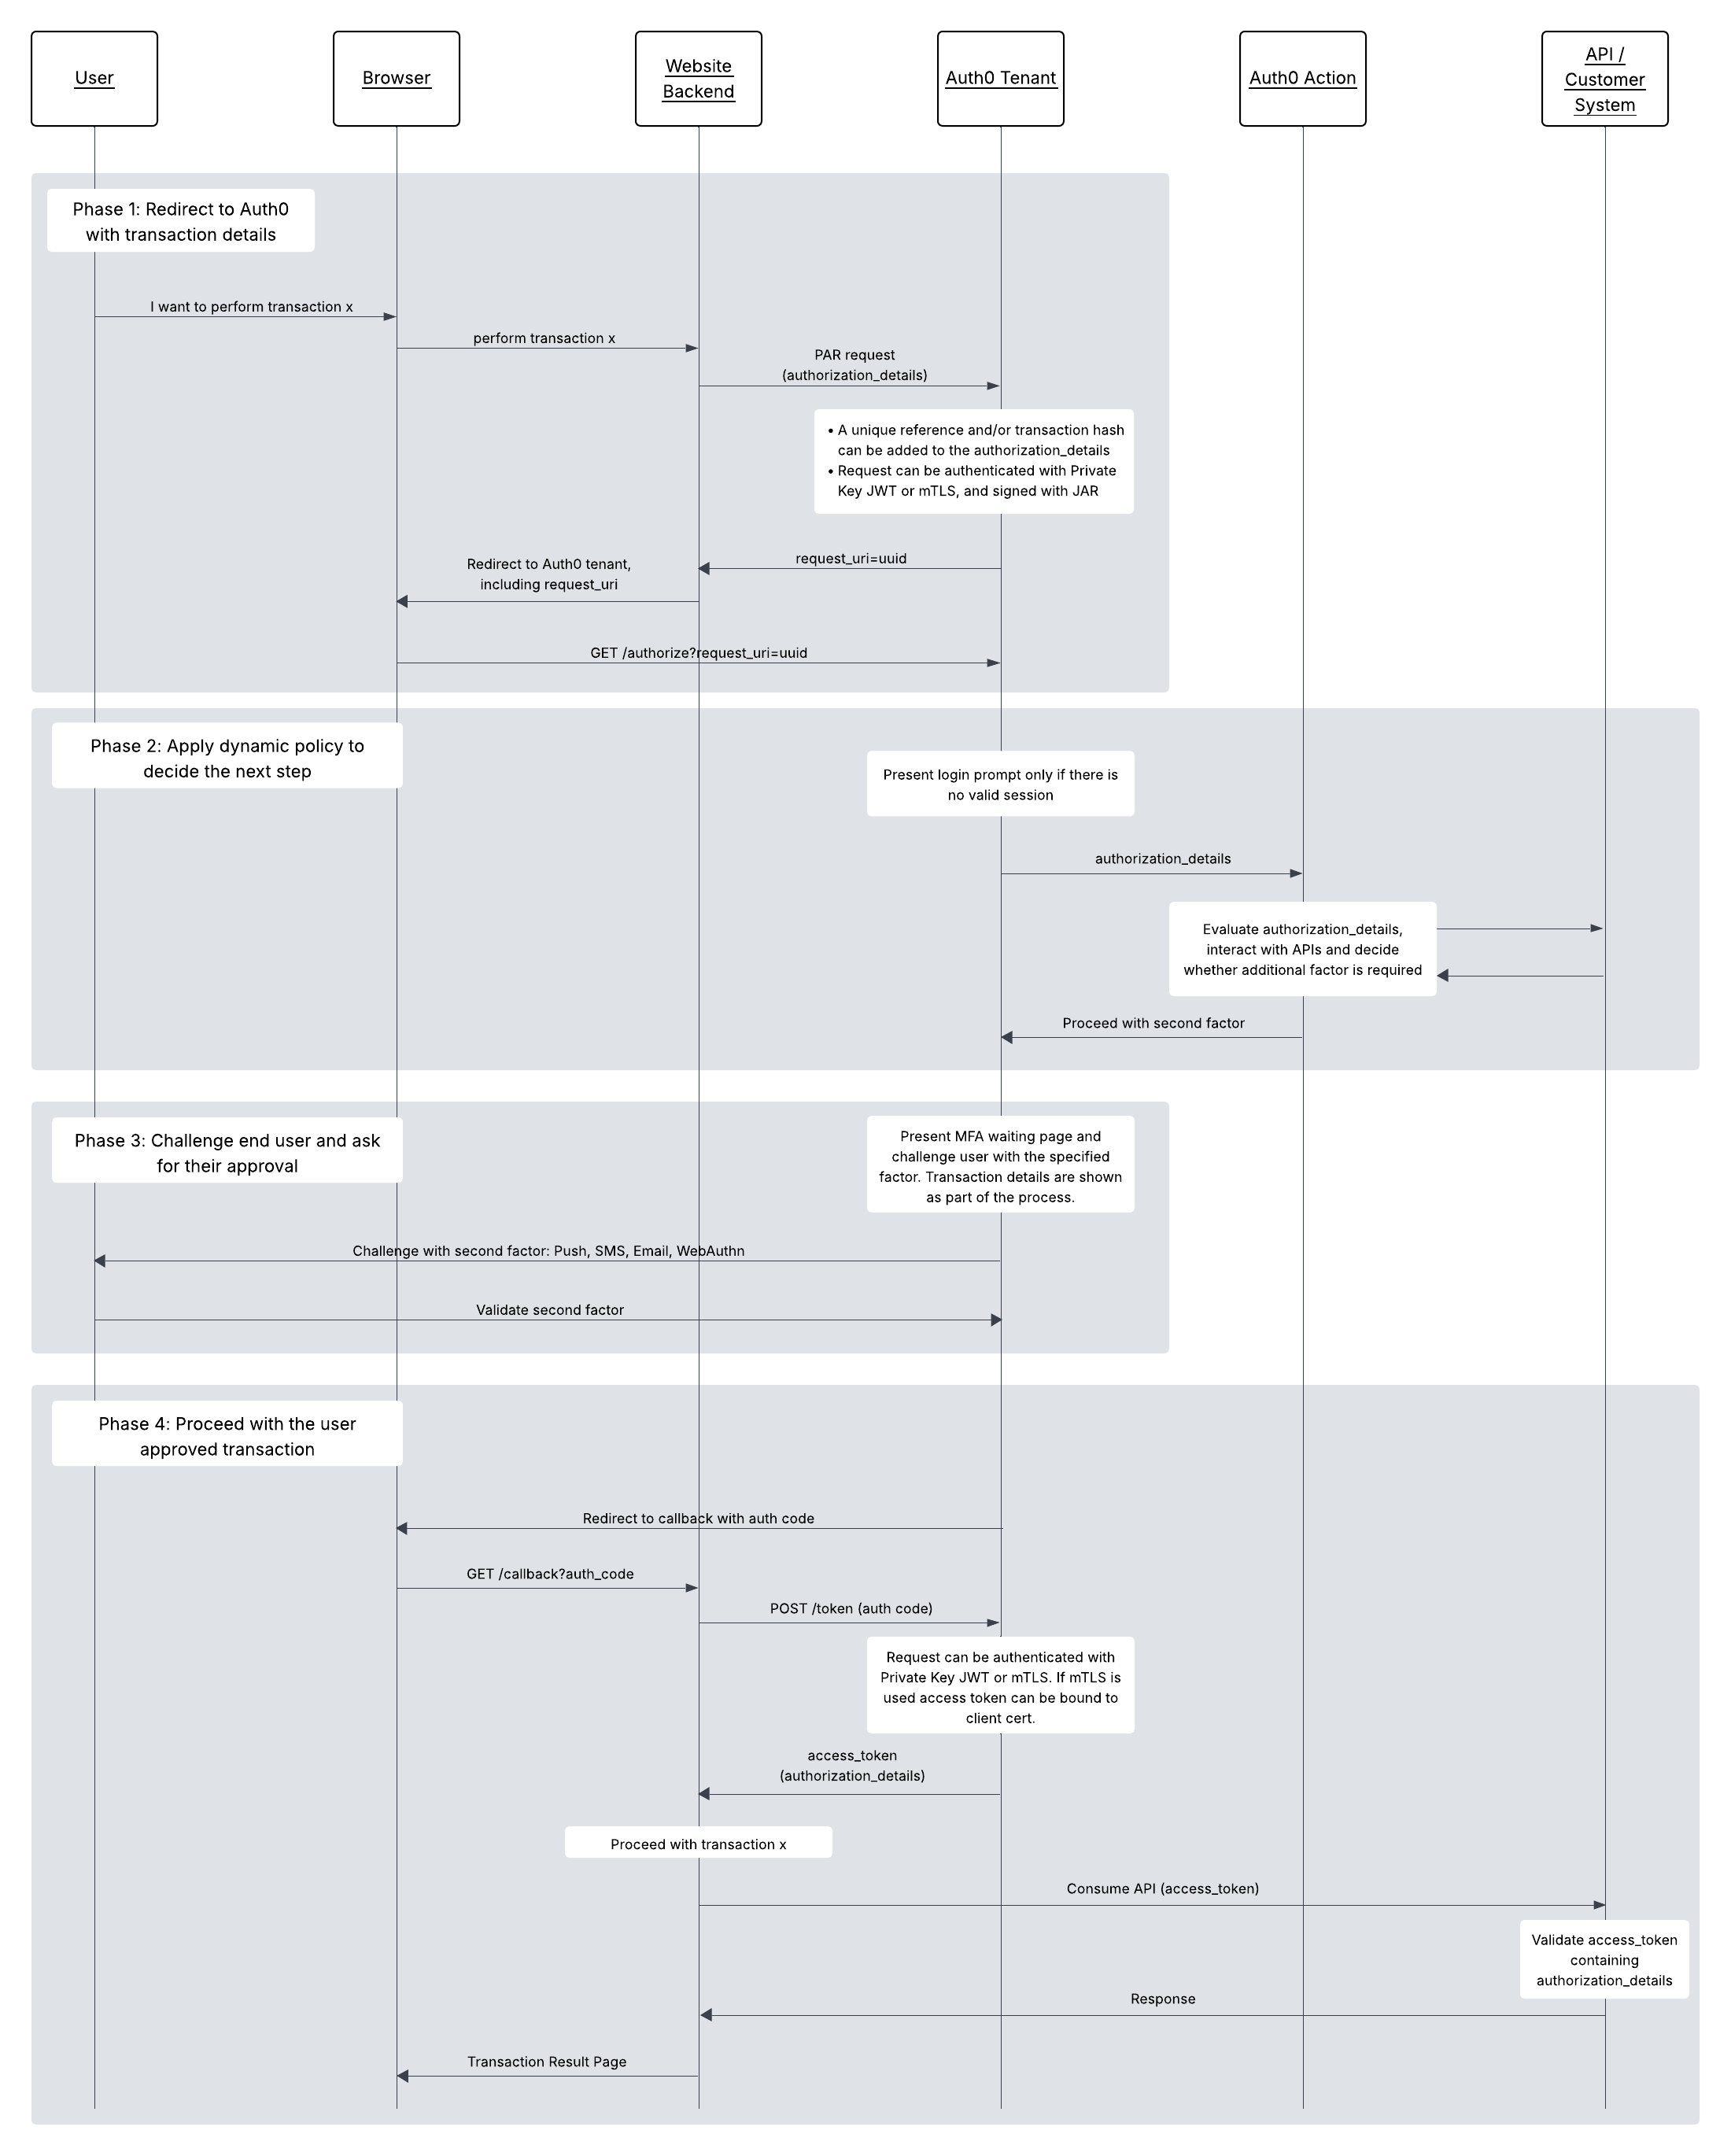 User
Browser
Website
Backend
Auth0 Tenant
Auth0 Action
API /
Customer
System
Phase 1: Redirect to Auth0
with transaction details
I want to perform transaction x
perform transaction x
PAR request
(authorization_details)
• A unique reference and/or transaction hash
can be added to the authorization_details
• Request can be authenticated with Private
Key JWT or mTLS, and signed with JAR
request_uri=uuid
Redirect to Auth0 tenant,
including request_uri
GET /authorize?request_uri=uuid
Phase 2: Apply dynamic policy to
decide the next step
Present login prompt only if there is
no valid session
authorization_details
Evaluate authorization_details,
interact with APIs and decide
whether additional factor is required
Proceed with second factor
Phase 3: Challenge end user and ask
for their approval
Present MFA waiting page and
challenge user with the specified
factor. Transaction details are shown
as part of the process.
Challenge with second factor: Push, SMS, Email, WebAuthn
Validate second factor
Phase 4: Proceed with the user
approved transaction
Redirect to callback with auth code
GET /callback?auth_code
POST /token (auth code)
Request can be authenticated with
Private Key JWT or mTLS. If mTLS is
used access token can be bound to
client cert.
access_token
(authorization_details)
Proceed with transaction x
Consume API (access_token)
Validate access_token
containing
authorization_details
Response
Transaction Result Page